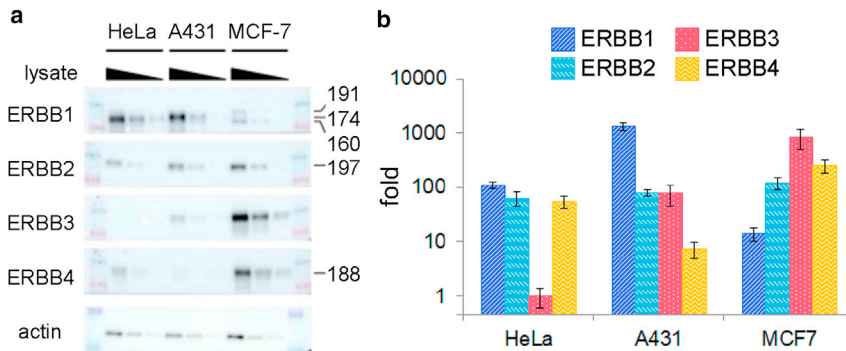 a
HeLa A431 MCF-7
lysate
ERBB1
191
174
160
ERBB2
197
ERBB3
ERBB4
188
actin
b
ERBB1 ERBB3
ERBB2 ERBB4
fold
10000
1000
100
10
1
HeLa A431 MCF7